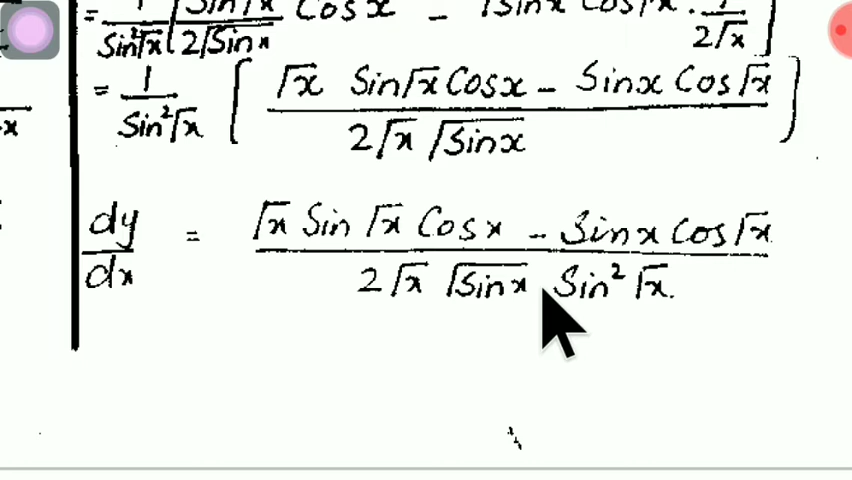 = 1/Sin²√x [ Sin√x/2√Sinx Cosx - √Sinx Cos√x . 1/2√x ]
= 1/Sin²√x [ √x Sin√x Cosx - Sinx Cos√x / 2√x √Sinx ]
x
dy/dx = √x Sin √x Cosx - Sinx Cos√x / 2√x √Sinx Sin² √x.